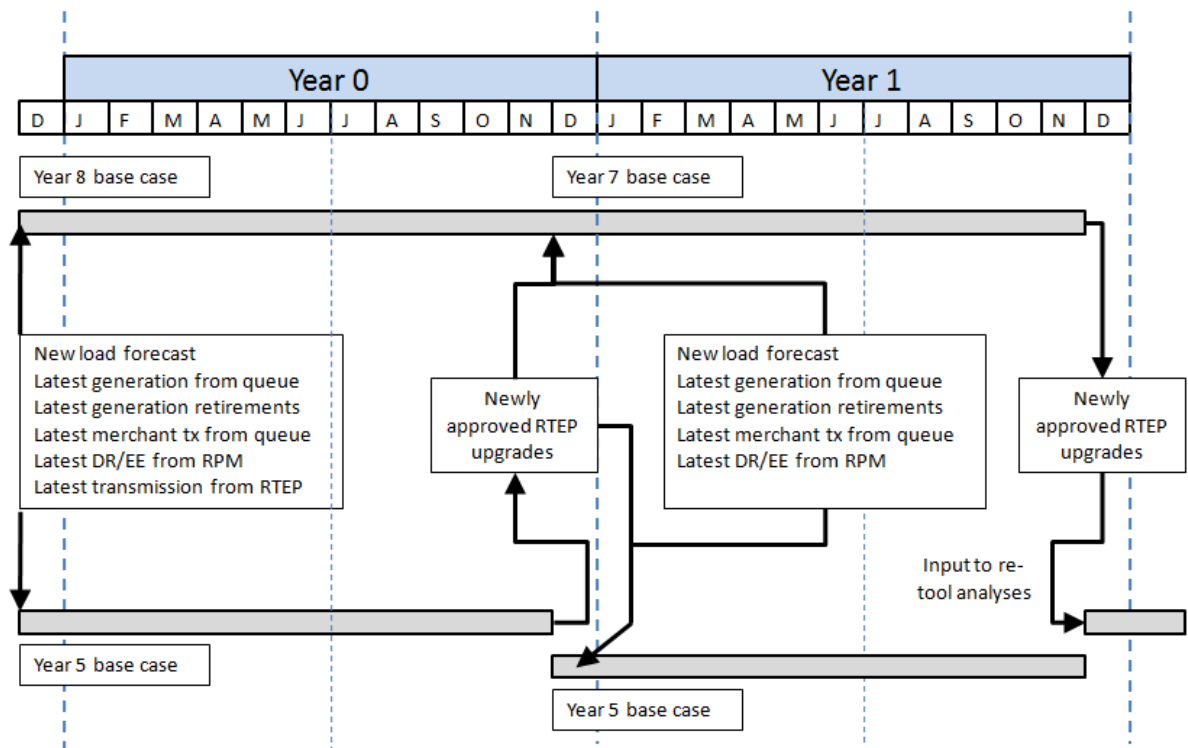 Year 0
Year 1
D J F M A M J J A S O N D J F M A M J J A S O N D
Year 8 base case
Year 7 base case
New load forecast
Latest generation from queue
Latest generation retirements
Latest merchant tx from queue
Latest DR/EE from RPM
Latest transmission from RTEP
Newly
approved RTEP
upgrades
New load forecast
Latest generation from queue
Latest generation retirements
Latest merchant tx from queue
Latest DR/EE from RPM
Newly
approved RTEP
upgrades
Input to re-
tool analyses
Year 5 base case
Year 5 base case